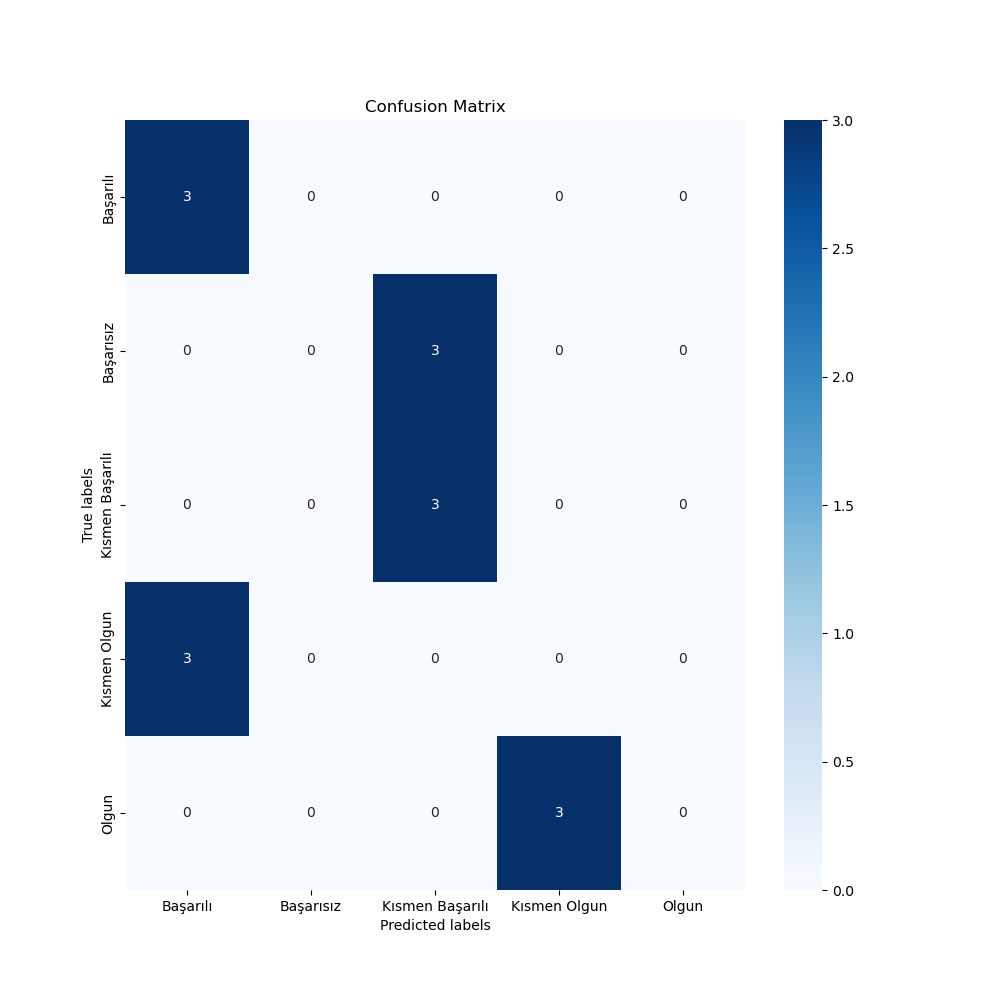 Confusion Matrix
True labels
Başarılı
3 0 0 0 0
Başarısız
0 0 3 0 0
Kısmen Başarılı
0 0 3 0 0
Kısmen Olgun
3 0 0 0 0
Olgun
0 0 0 3 0
Başarılı Başarısız Kısmen Başarılı Kısmen Olgun Olgun
Predicted labels
3.0
2.5
2.0
1.5
1.0
0.5
0.0